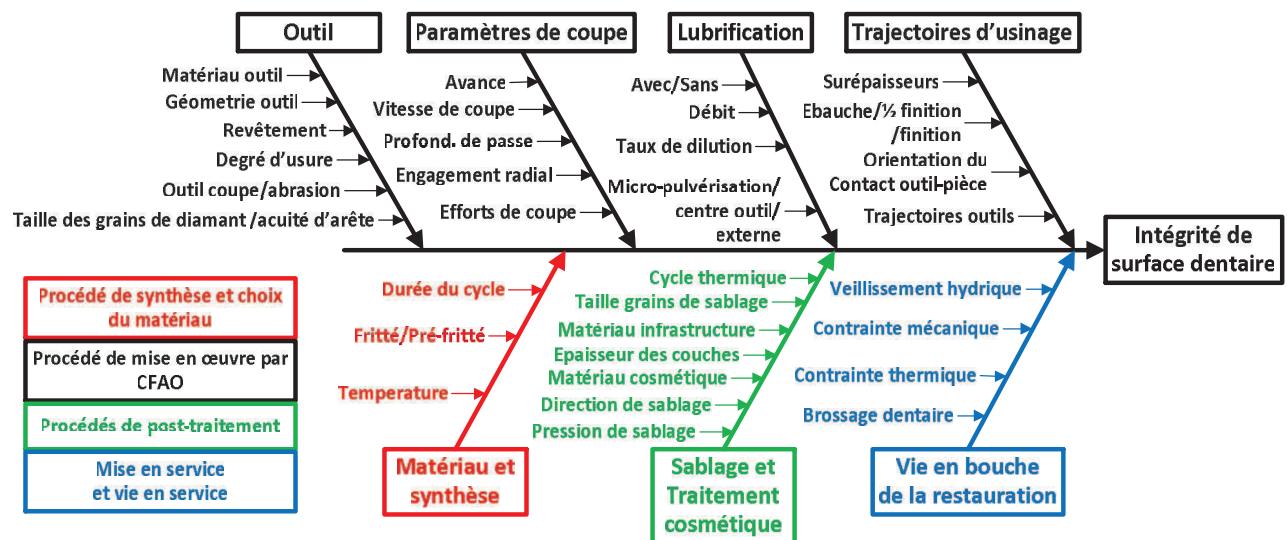 Outil
Paramètres de coupe
Lubrification
Trajectoires d'usinage
Matériau outil
Géometrie outil
Revêtement
Degré d'usure
Outil coupe/abrasion
Taille des grains de diamant /acuité d'arête
Avance
Vitesse de coupe
Profond. de passe
Engagement radial
Efforts de coupe
Avec/Sans
Débit
Taux de dilution
Micro-pulvérisation/
centre outil/
externe
Surépaisseurs
Ebauche/½ finition
/finition
Orientation du
Contact outil-pièce
Trajectoires outils
Intégrité de
surface dentaire
Procédé de synthèse et choix
du matériau
Procédé de mise en œuvre par
CFAO
Procédés de post-traitement
Mise en service
et vie en service
Durée du cycle
Fritté/Pré-fritté
Temperature
Matériau et
synthèse
Cycle thermique
Taille grains de sablage
Matériau infrastructure
Epaisseur des couches
Matériau cosmétique
Direction de sablage
Pression de sablage
Sablage et
Traitement
cosmétique
Veillissement hydrique
Contrainte mécanique
Contrainte thermique
Brossage dentaire
Vie en bouche
de la restauration